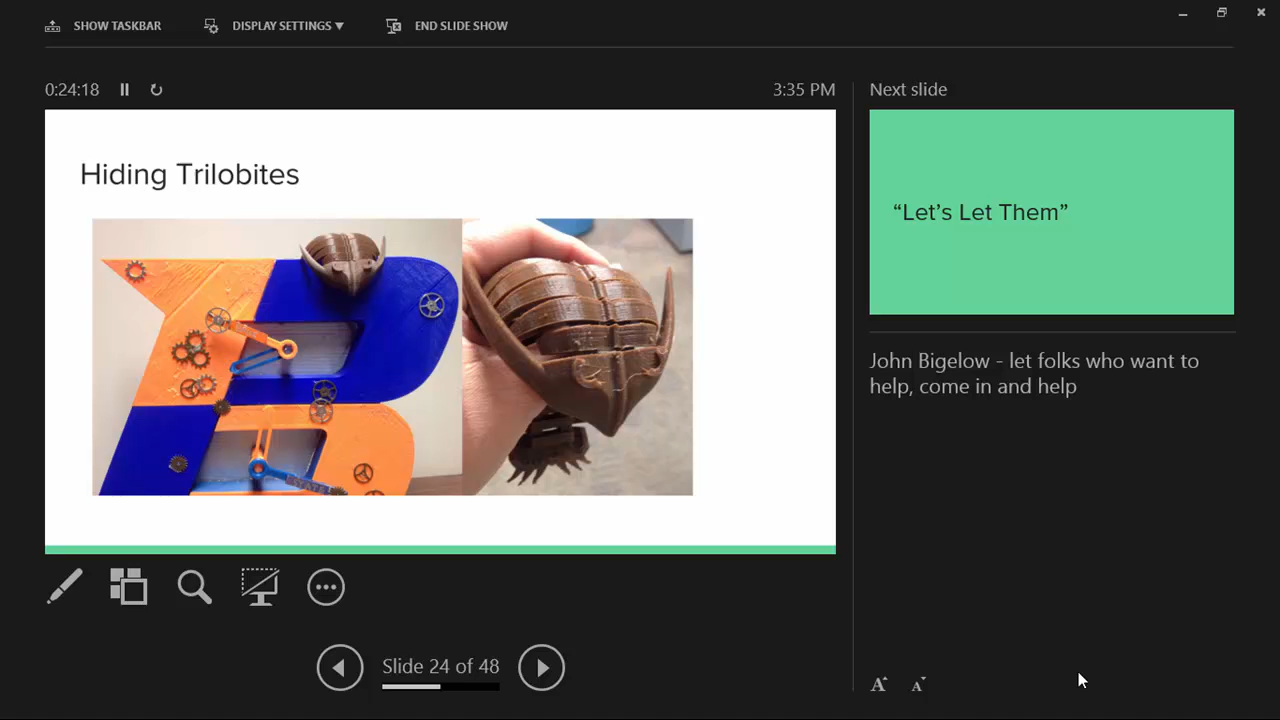 SHOW TASKBAR
DISPLAY SETTINGS ▼
END SLIDE SHOW
0:24:18
3:35 PM
Next slide
Hiding Trilobites
“Let’s Let Them”
John Bigelow - let folks who want to
help, come in and help
Slide 24 of 48
A A